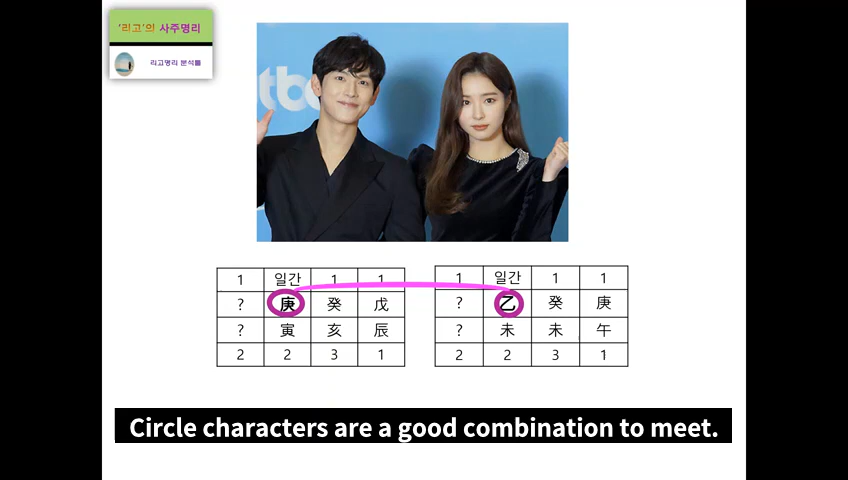 '리고'의 사주명리
리고명리 분석틀
tbc
1 일간 1 1
? 庚 癸 戊
? 寅 亥 辰
2 2 3 1
1 일간 1 1
? 乙 癸 庚
? 未 未 午
2 2 3 1
Circle characters are a good combination to meet.